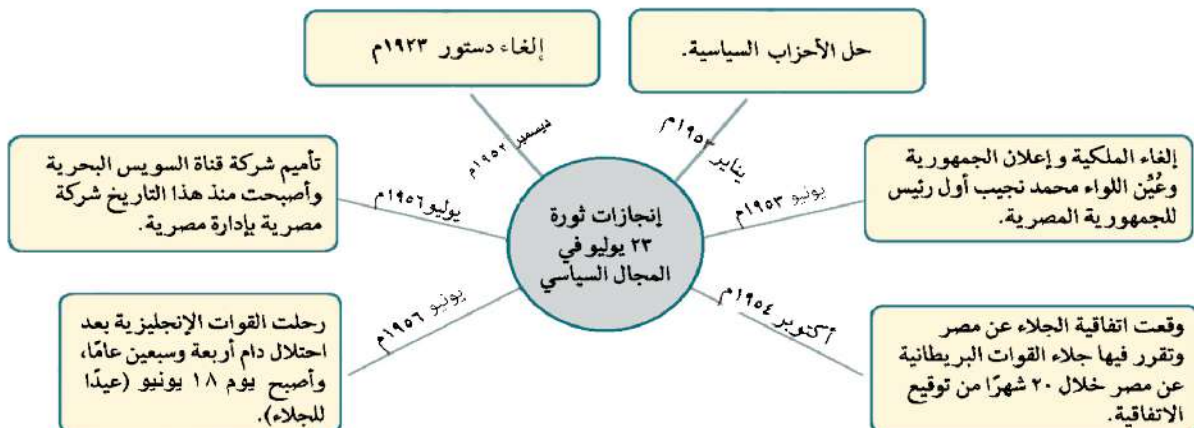 إنجازات ثورة
٢٣ يوليو في
المجال السياسي
ديسمبر ١٩٥٢م
إلغاء دستور ١٩٢٣م
يناير ١٩٥٣م
حل الأحزاب السياسية.
يونيو ١٩٥٣م
إلغاء الملكية وإعلان الجمهورية
وعُيِّن اللواء محمد نجيب أول رئيس
للجمهورية المصرية.
أكتوبر ١٩٥٤م
وقعت اتفاقية الجلاء عن مصر
وتقرر فيها جلاء القوات البريطانية
عن مصر خلال ٢٠ شهرًا من توقيع
الاتفاقية.
يونيو ١٩٥٦م
رحلت القوات الإنجليزية بعد
احتلال دام أربعة وسبعين عامًا،
وأصبح يوم ١٨ يونيو (عيدًا
للجلاء).
يوليو ١٩٥٦م
تأميم شركة قناة السويس البحرية
وأصبحت منذ هذا التاريخ شركة
مصرية بإدارة مصرية.